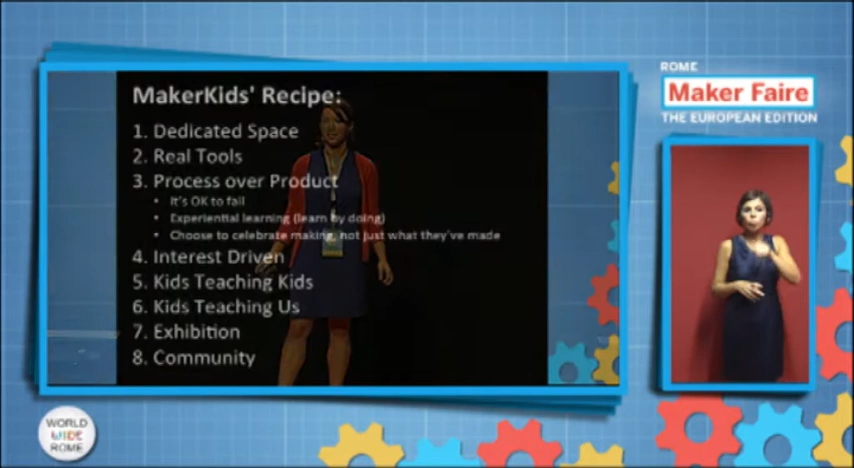 MakerKids' Recipe:
1. Dedicated Space
2. Real Tools
3. Process over Product
• It's OK to fail
• Experiential learning (learn by doing)
• Choose to celebrate making, not just what they've made
4. Interest Driven
5. Kids Teaching Kids
6. Kids Teaching Us
7. Exhibition
8. Community
ROME
Maker Faire
THE EUROPEAN EDITION
WORLD
WIDE
ROME